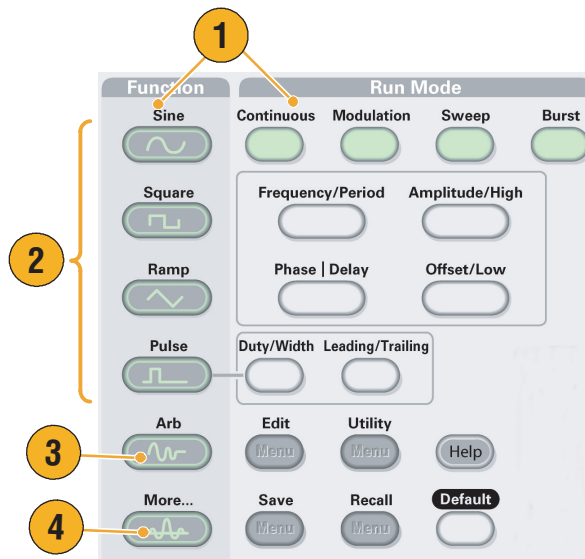 1
Function
Run Mode
Sine
Continuous
Modulation
Sweep
Burst
2
Square
Frequency/Period
Amplitude/High
Ramp
Phase | Delay
Offset/Low
Pulse
Duty/Width
Leading/Trailing
3
Arb
Edit
Utility
Menu
Menu
Help
4
More...
Save
Recall
Default
Menu
Menu